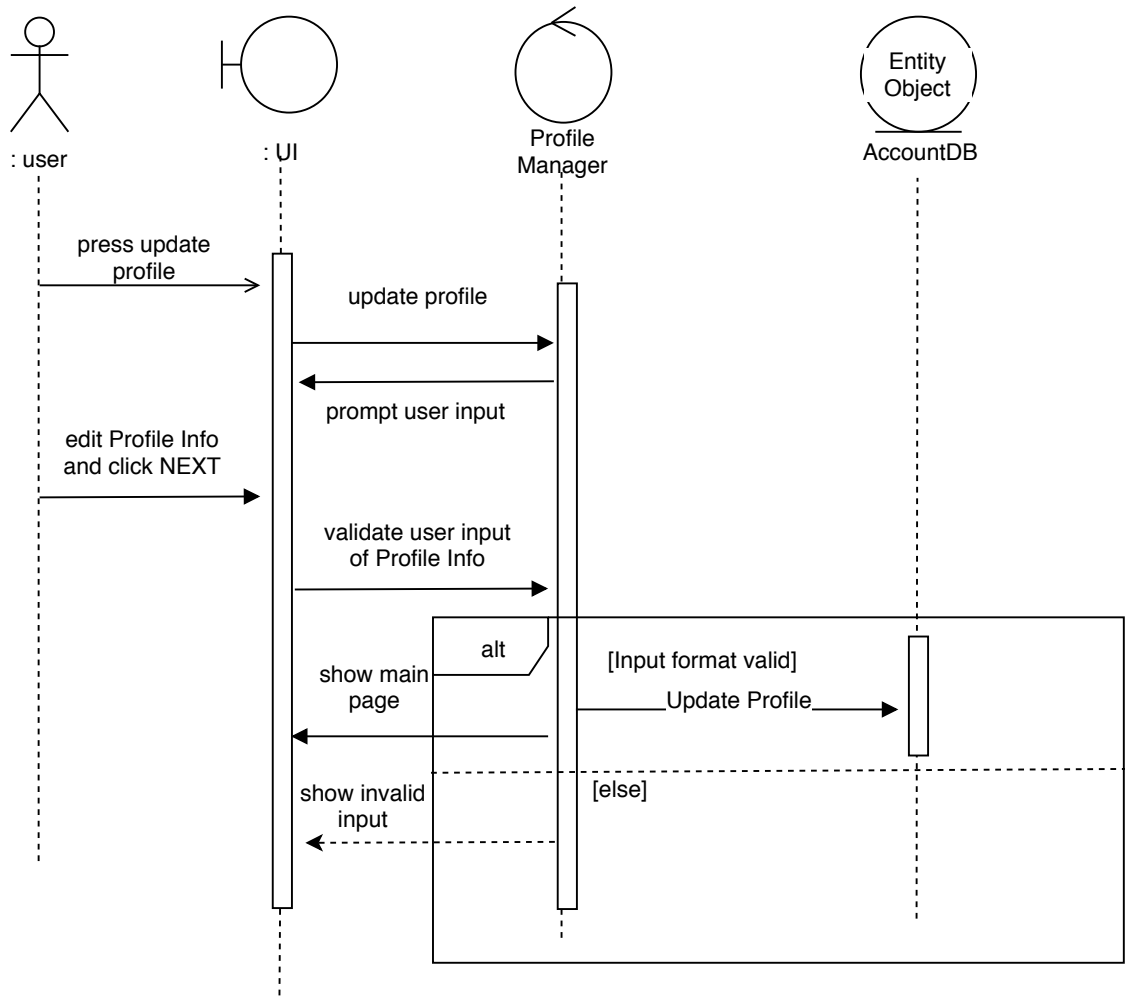 Entity
Object
: user
: UI
Profile
Manager
AccountDB
press update
profile
update profile
prompt user input
edit Profile Info
and click NEXT
validate user input
of Profile Info
alt
[Input format valid]
show main
page
Update Profile
[else]
show invalid
input